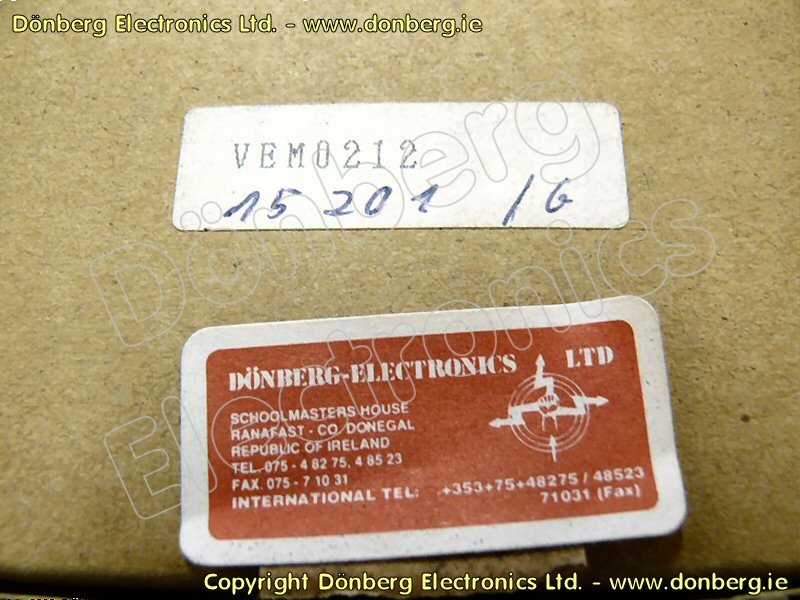 Dönberg Electronics Ltd. - www.donberg.ie
VEM0212
15 201 /G
Dönberg Electronics
DÖNBERG-ELECTRONICS LTD
SCHOOLMASTERS HOUSE
RANAFAST - CO. DONEGAL
REPUBLIC OF IRELAND
TEL. 075 - 4 82 75, 4 85 23
FAX. 075 - 7 10 31
INTERNATIONAL TEL: +353+75+48275 / 48523
71031 (Fax)
Copyright Dönberg Electronics Ltd. - www.donberg.ie